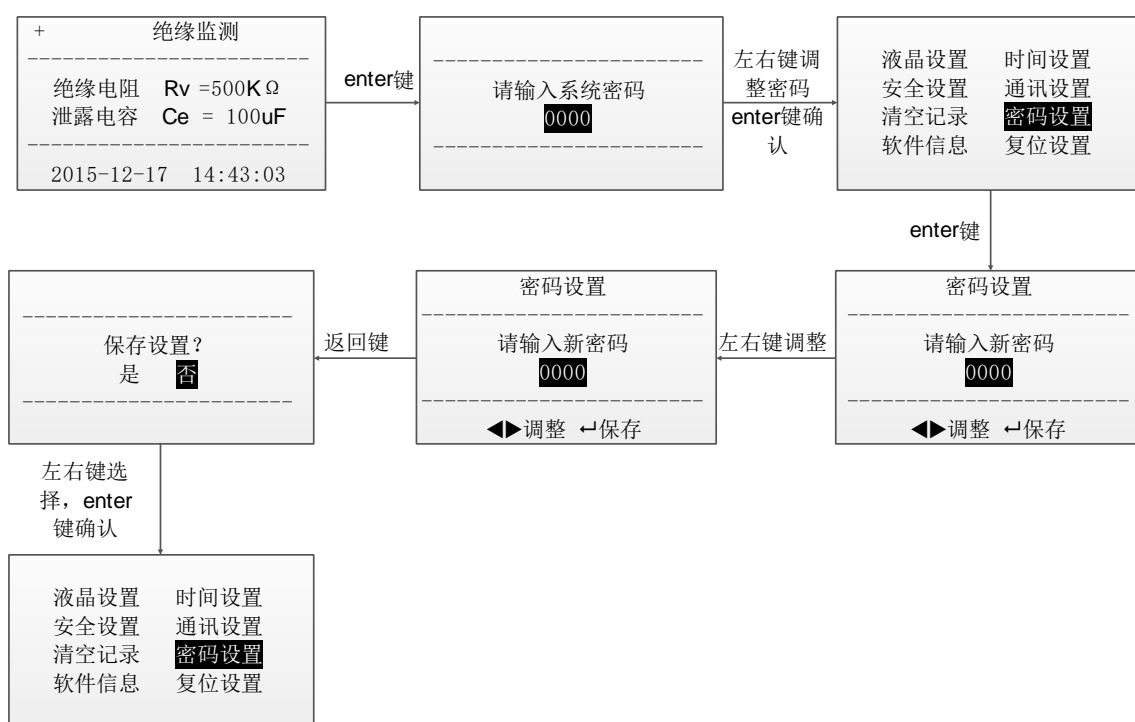 + 绝缘监测
绝缘电阻 Rv =500KΩ
泄露电容 Ce = 100uF
2015-12-17 14:43:03
enter键
请输入系统密码
0000
左右键调
整密码
enter键确
认
液晶设置 时间设置
安全设置 通讯设置
清空记录 密码设置
软件信息 复位设置
enter键
密码设置
请输入新密码
0000
◀▶调整 ↵保存
左右键调整
密码设置
请输入新密码
0000
◀▶调整 ↵保存
返回键
保存设置?
是 否
左右键选
择，enter
键确认
液晶设置 时间设置
安全设置 通讯设置
清空记录 密码设置
软件信息 复位设置